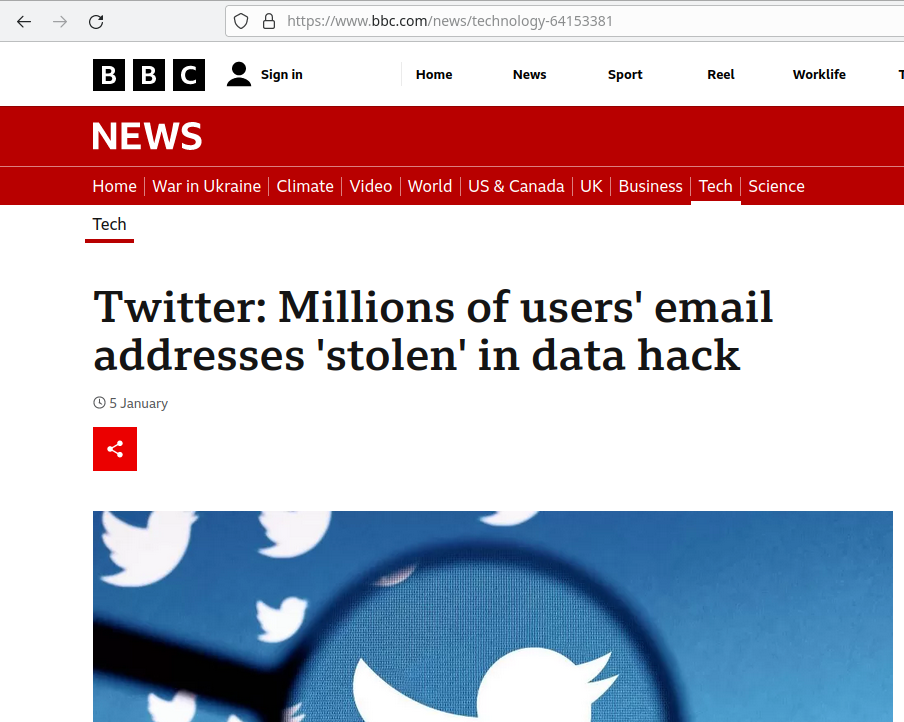 https://www.bbc.com/news/technology-64153381
BBC Sign in Home News Sport Reel Worklife
NEWS
Home War in Ukraine Climate Video World US & Canada UK Business Tech Science
Tech
Twitter: Millions of users' email
addresses 'stolen' in data hack
5 January